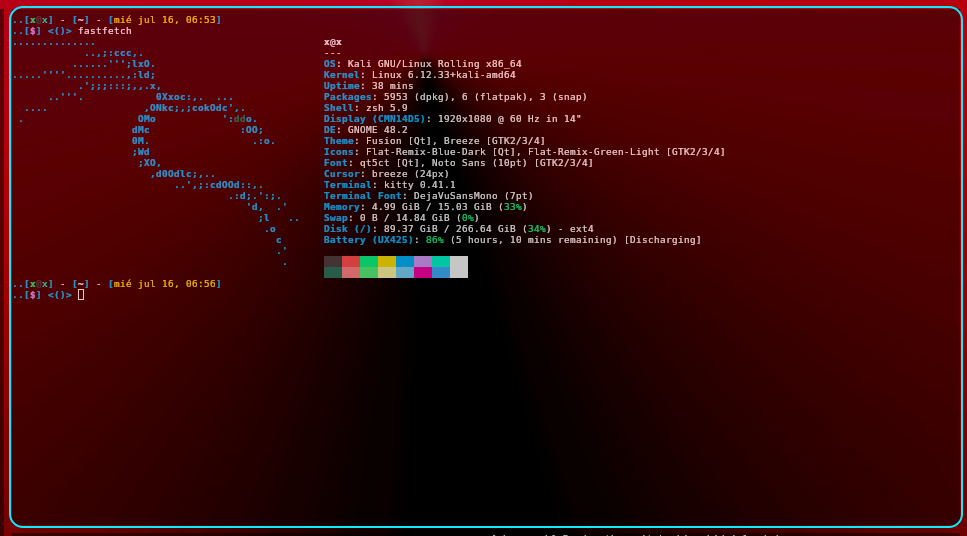 ..[x@x] - [~] - [mié jul 16, 06:53]
..[$] <()> fastfetch
..............
..,;:ccc,.
......''';lxO.
.....''''..........,:ld;
.';;;:::;,,.x,
..'''. 0Xxoc:,. ...
.... ,ONkc;,;cokOdc',.
. OMo ':ddo.
dMc :OO;
0M. .:o.
;Wd
;XO,
,d0Odlc;,..
..',;:cdOOd::,.
.:d;.':;.
'd, .'
;l ..
.o
c
.'
.
x@x
---
OS: Kali GNU/Linux Rolling x86_64
Kernel: Linux 6.12.33+kali-amd64
Uptime: 38 mins
Packages: 5953 (dpkg), 6 (flatpak), 3 (snap)
Shell: zsh 5.9
Display (CMN14D5): 1920x1080 @ 60 Hz in 14"
DE: GNOME 48.2
Theme: Fusion [Qt], Breeze [GTK2/3/4]
Icons: Flat-Remix-Blue-Dark [Qt], Flat-Remix-Green-Light [GTK2/3/4]
Font: qt5ct [Qt], Noto Sans (10pt) [GTK2/3/4]
Cursor: breeze (24px)
Terminal: kitty 0.41.1
Terminal Font: DejaVuSansMono (7pt)
Memory: 4.99 GiB / 15.03 GiB (33%)
Swap: 0 B / 14.84 GiB (0%)
Disk (/): 89.37 GiB / 266.64 GiB (34%) - ext4
Battery (UX425): 86% (5 hours, 10 mins remaining) [Discharging]
..[x@x] - [~] - [mié jul 16, 06:56]
..[$] <()>